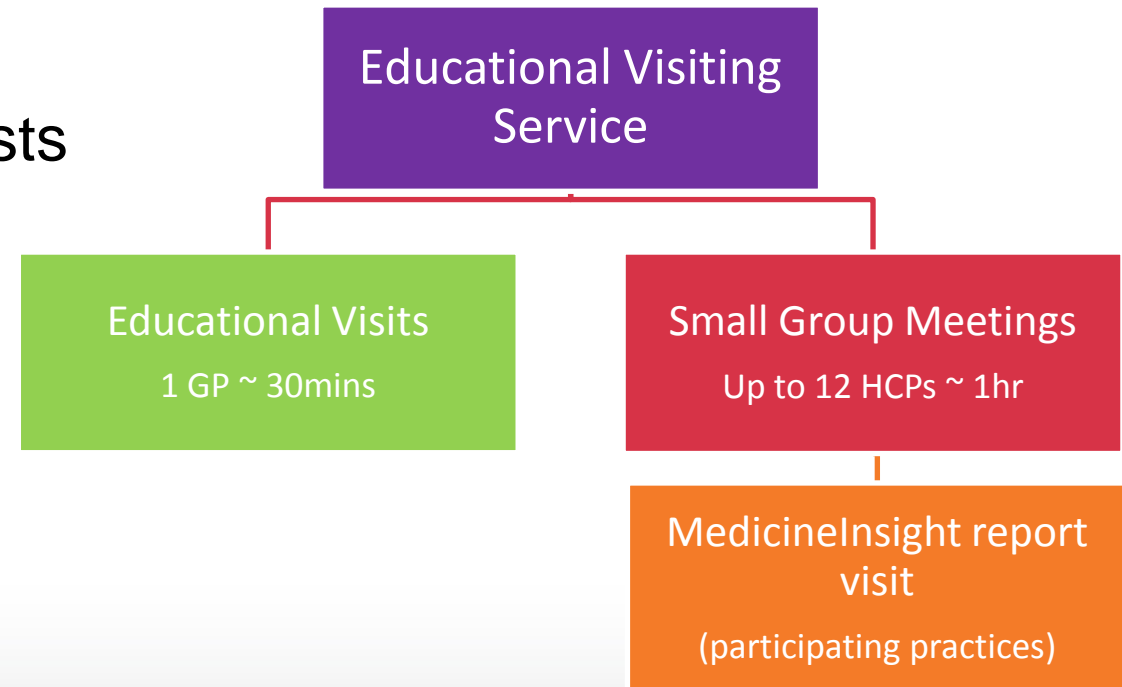 Educational Visiting
Service
sts
Educational Visits
1 GP ~ 30mins
Small Group Meetings
Up to 12 HCPs ~ 1hr
MedicineInsight report
visit
(participating practices)